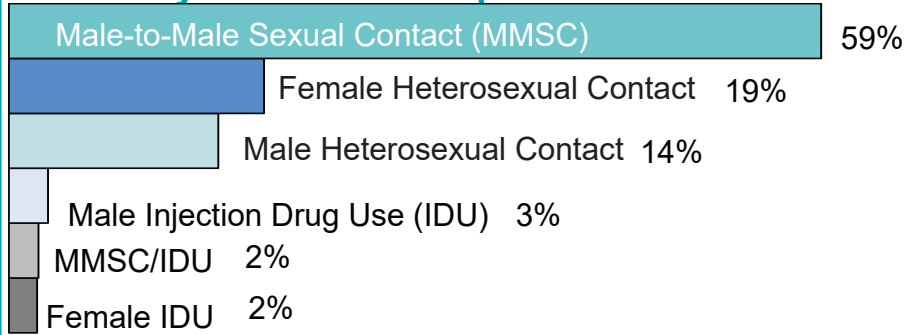 Male-to-Male Sexual Contact (MMSC) 59%
Female Heterosexual Contact 19%
Male Heterosexual Contact 14%
Male Injection Drug Use (IDU) 3%
MMSC/IDU 2%
Female IDU 2%